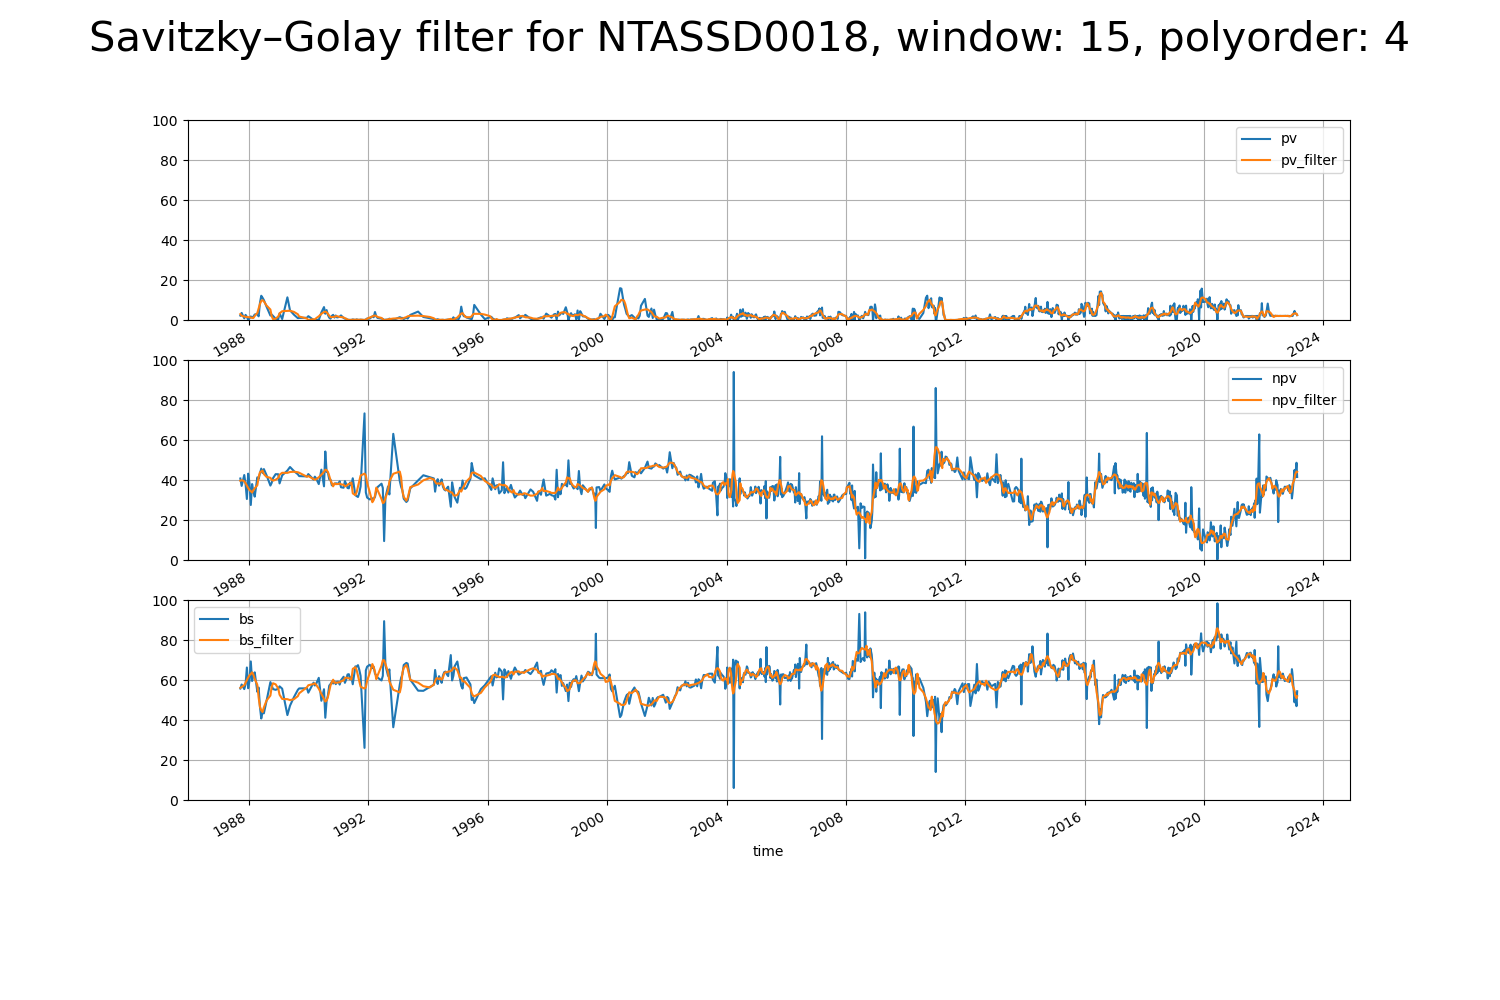 Savitzky–Golay filter for NTASSD0018, window: 15, polyorder: 4
100
80
60
40
20
0
pv
pv_filter
1988 1992 1996 2000 2004 2008 2012 2016 2020 2024
100
80
60
40
20
0
npv
npv_filter
1988 1992 1996 2000 2004 2008 2012 2016 2020 2024
100
80
60
40
20
0
bs
bs_filter
1988 1992 1996 2000 2004 2008 2012 2016 2020 2024
time